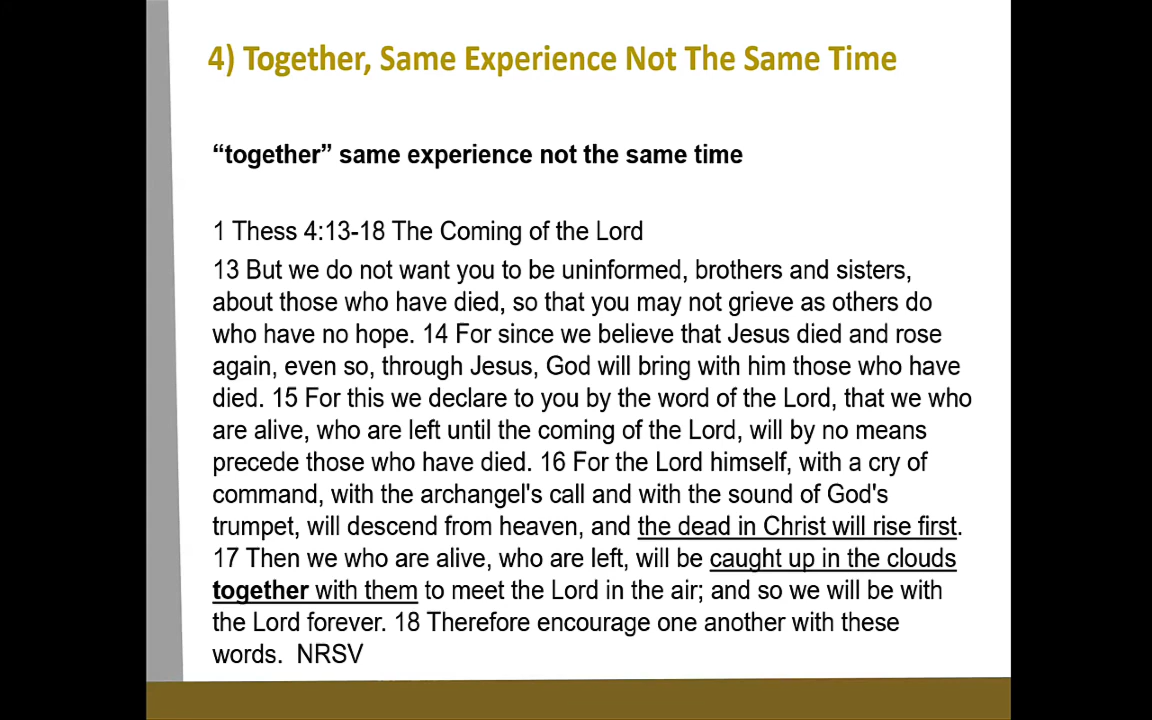 4) Together, Same Experience Not The Same Time
“together” same experience not the same time
1 Thess 4:13-18 The Coming of the Lord
13 But we do not want you to be uninformed, brothers and sisters,
about those who have died, so that you may not grieve as others do
who have no hope. 14 For since we believe that Jesus died and rose
again, even so, through Jesus, God will bring with him those who have
died. 15 For this we declare to you by the word of the Lord, that we who
are alive, who are left until the coming of the Lord, will by no means
precede those who have died. 16 For the Lord himself, with a cry of
command, with the archangel's call and with the sound of God's
trumpet, will descend from heaven, and the dead in Christ will rise first.
17 Then we who are alive, who are left, will be caught up in the clouds
together with them to meet the Lord in the air; and so we will be with
the Lord forever. 18 Therefore encourage one another with these
words. NRSV